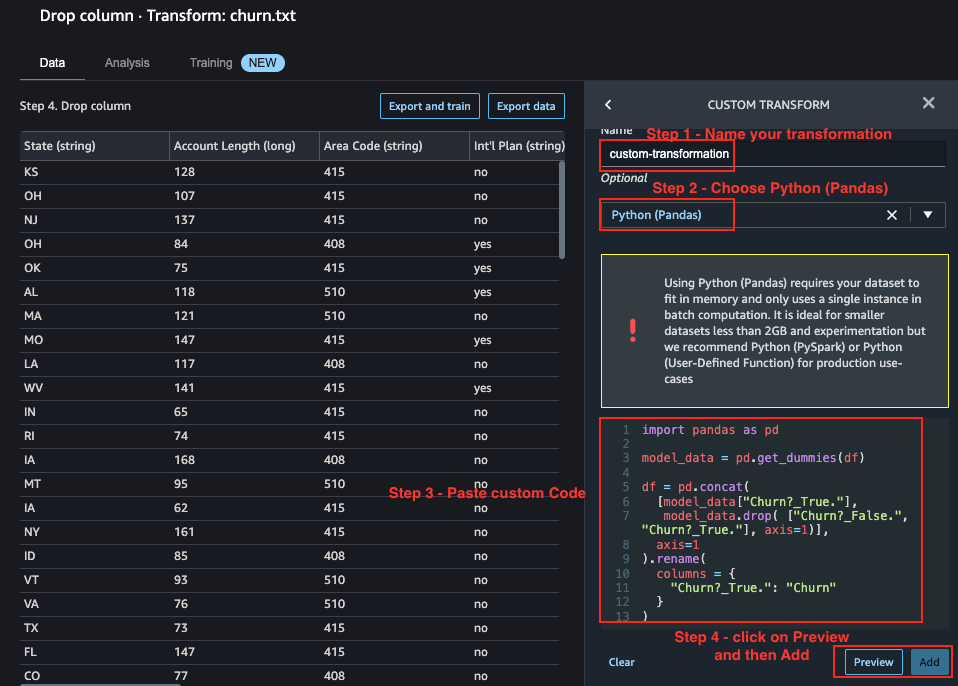 Drop column · Transform: churn.txt
Data Analysis Training NEW
Step 4. Drop column
Export and train Export data
State (string) Account Length (long) Area Code (string) Int'l Plan (string)
KS 128 415 no
OH 107 415 no
NJ 137 415 no
OH 84 408 yes
OK 75 415 yes
AL 118 510 yes
MA 121 510 no
MO 147 415 yes
LA 117 408 no
WV 141 415 yes
IN 65 415 no
RI 74 415 no
IA 168 408 no
MT 95 510 no
IA 62 415 no
NY 161 415 no
ID 85 408 no
VT 93 510 no
VA 76 510 no
TX 73 415 no
FL 147 415 no
CO 77 408 no
CUSTOM TRANSFORM
Name
Step 1 - Name your transformation
custom-transformation
Optional
Step 2 - Choose Python (Pandas)
Python (Pandas)
Using Python (Pandas) requires your dataset to
fit in memory and only uses a single instance in
batch computation. It is ideal for smaller
datasets less than 2GB and experimentation but
we recommend Python (PySpark) or Python
(User-Defined Function) for production use-
cases
Step 3 - Paste custom Code
1 import pandas as pd
2
3 model_data = pd.get_dummies(df)
4
5 df = pd.concat(
6 [model_data["Churn?_True."],
7 model_data.drop( ["Churn?_False.",
"Churn?_True."], axis=1)],
8 axis=1
9 ).rename(
10 columns = {
11 "Churn?_True.": "Churn"
12 }
13 )
Step 4 - click on Preview
and then Add
Clear Preview Add